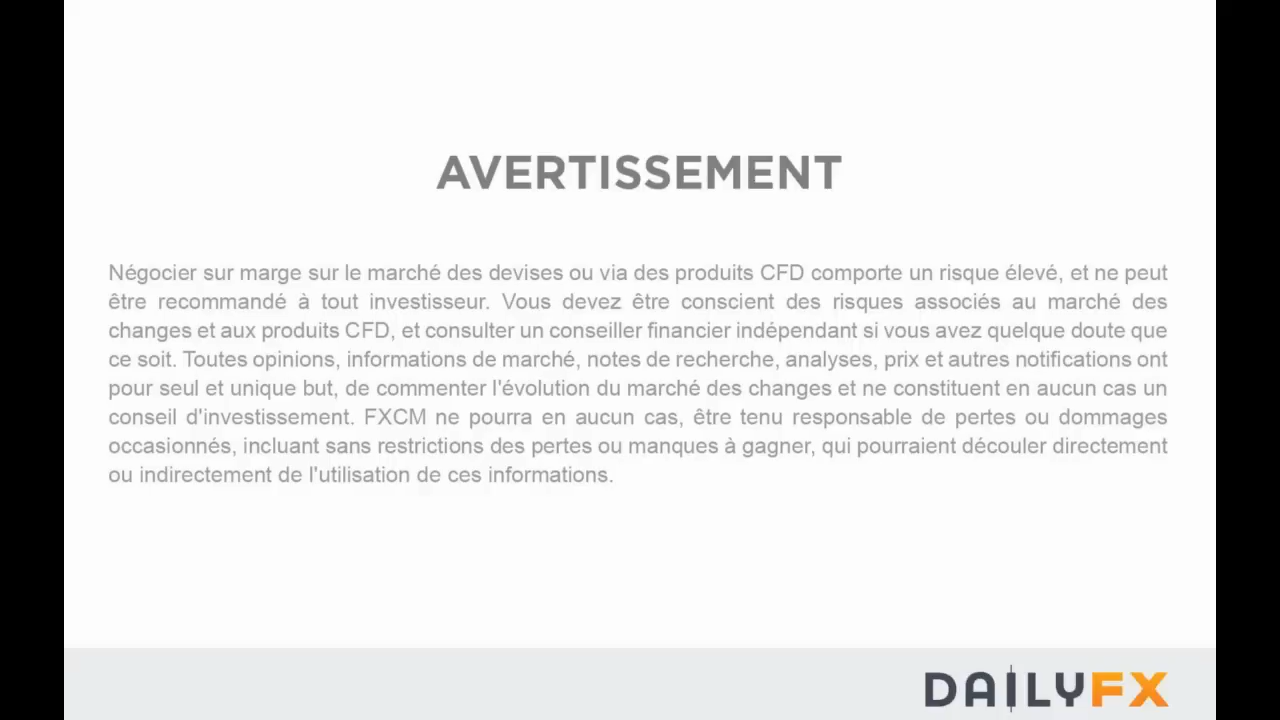 AVERTISSEMENT
Négocier sur marge sur le marché des devises ou via des produits CFD comporte un risque élevé, et ne peut
être recommandé à tout investisseur. Vous devez être conscient des risques associés au marché des
changes et aux produits CFD, et consulter un conseiller financier indépendant si vous avez quelque doute que
ce soit. Toutes opinions, informations de marché, notes de recherche, analyses, prix et autres notifications ont
pour seul et unique but, de commenter l'évolution du marché des changes et ne constituent en aucun cas un
conseil d'investissement. FXCM ne pourra en aucun cas, être tenu responsable de pertes ou dommages
occasionnés, incluant sans restrictions des pertes ou manques à gagner, qui pourraient découler directement
ou indirectement de l'utilisation de ces informations.
DAILYFX